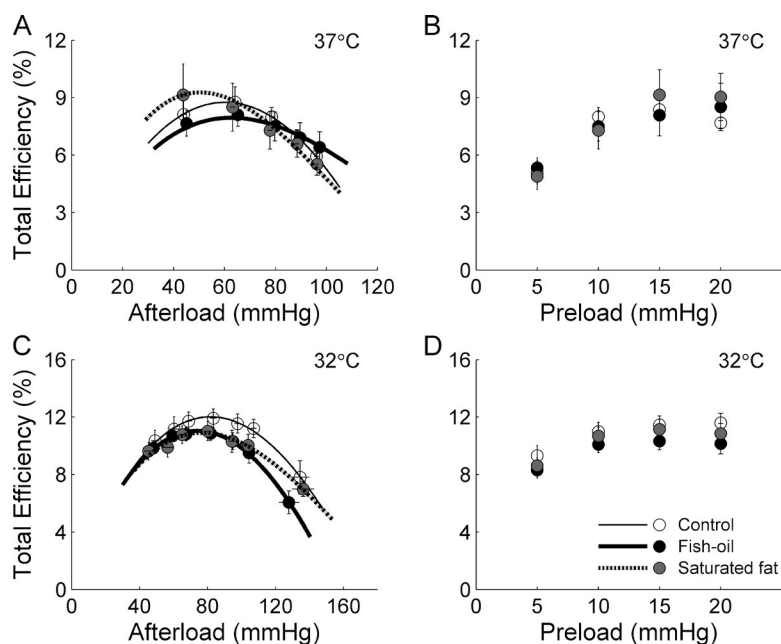 A
37°C
Total Efficiency (%)
12
9
6
3
0
0 20 40 60 80 100 120
Afterload (mmHg)
B
37°C
12
9
6
3
0
5 10 15 20
Preload (mmHg)
C
32°C
Total Efficiency (%)
16
12
8
4
0
0 40 80 120 160
Afterload (mmHg)
D
32°C
16
12
8
4
0
5 10 15 20
Preload (mmHg)
Control
Fish-oil
Saturated fat